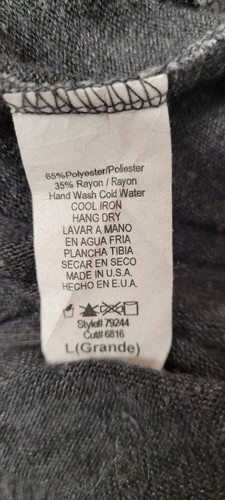 65%Polyester/Poliester
35% Rayon / Rayon
Hand Wash Cold Water
COOL IRON
HANG DRY
LAVAR A MANO
EN AGUA FRIA
PLANCHA TIBIA
SECAR EN SECO
MADE IN U.S.A.
HECHO EN E.U.A.
Style# 79244
Cut# 6816
L(Grande)